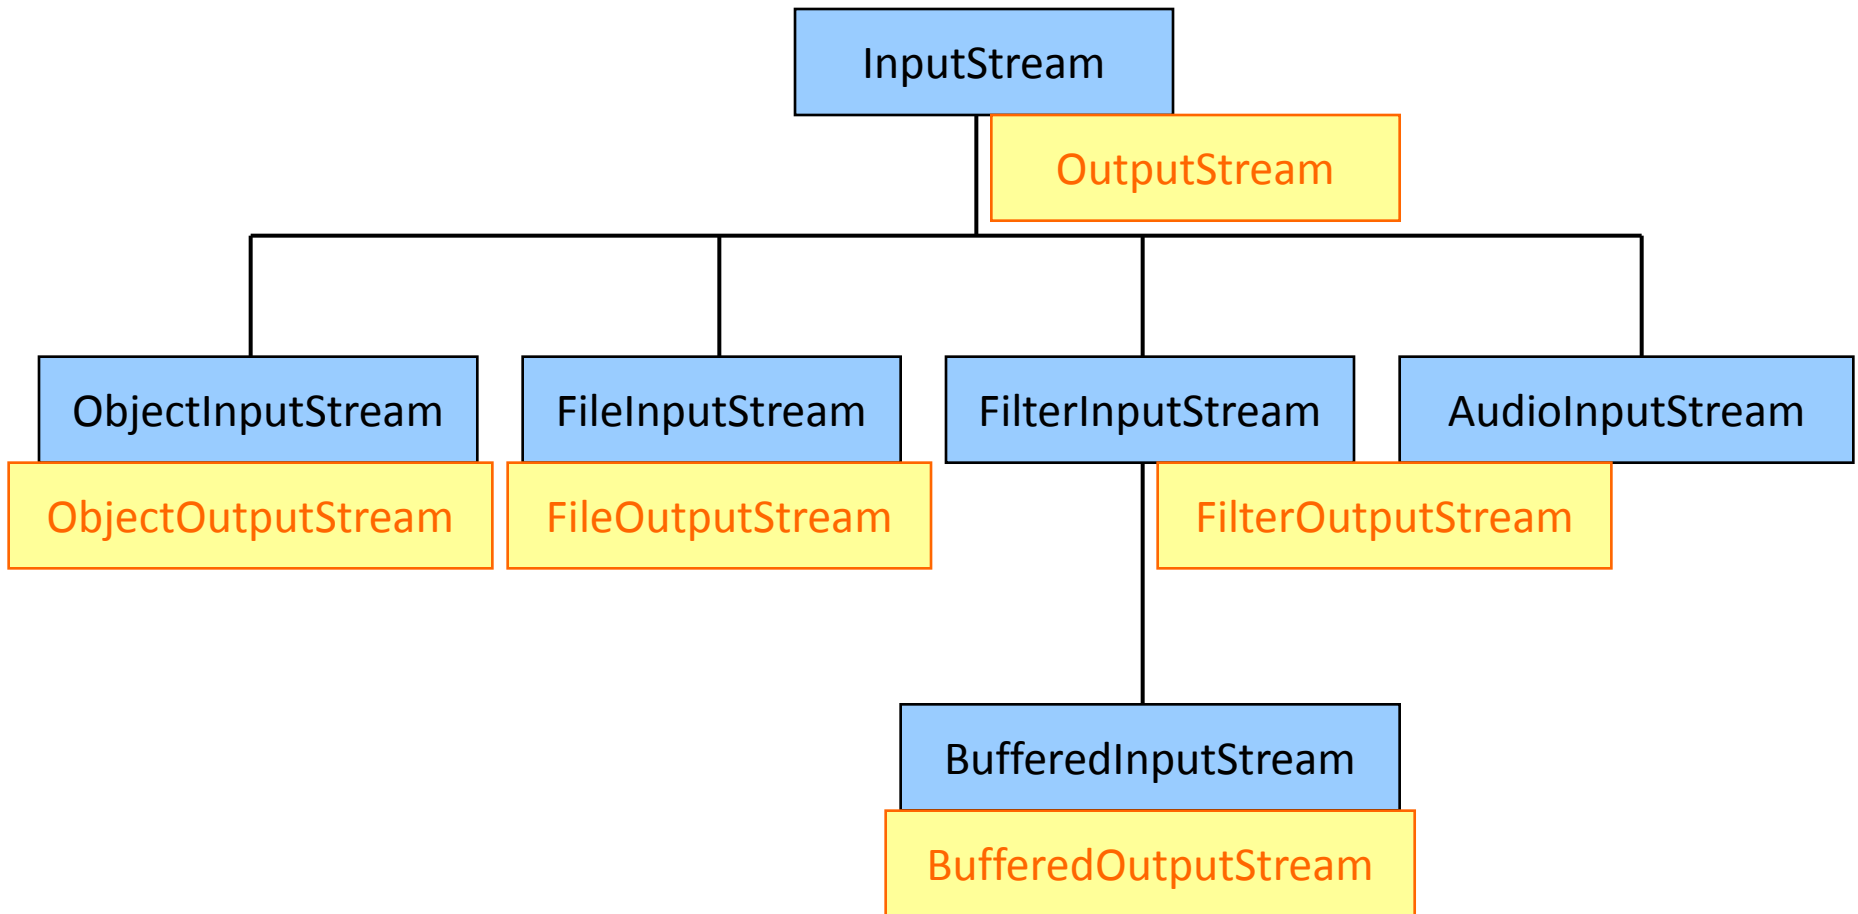 InputStream
OutputStream
ObjectInputStream
FileInputStream
FilterInputStream
AudioInputStream
ObjectOutputStream
FileOutputStream
FilterOutputStream
BufferedInputStream
BufferedOutputStream